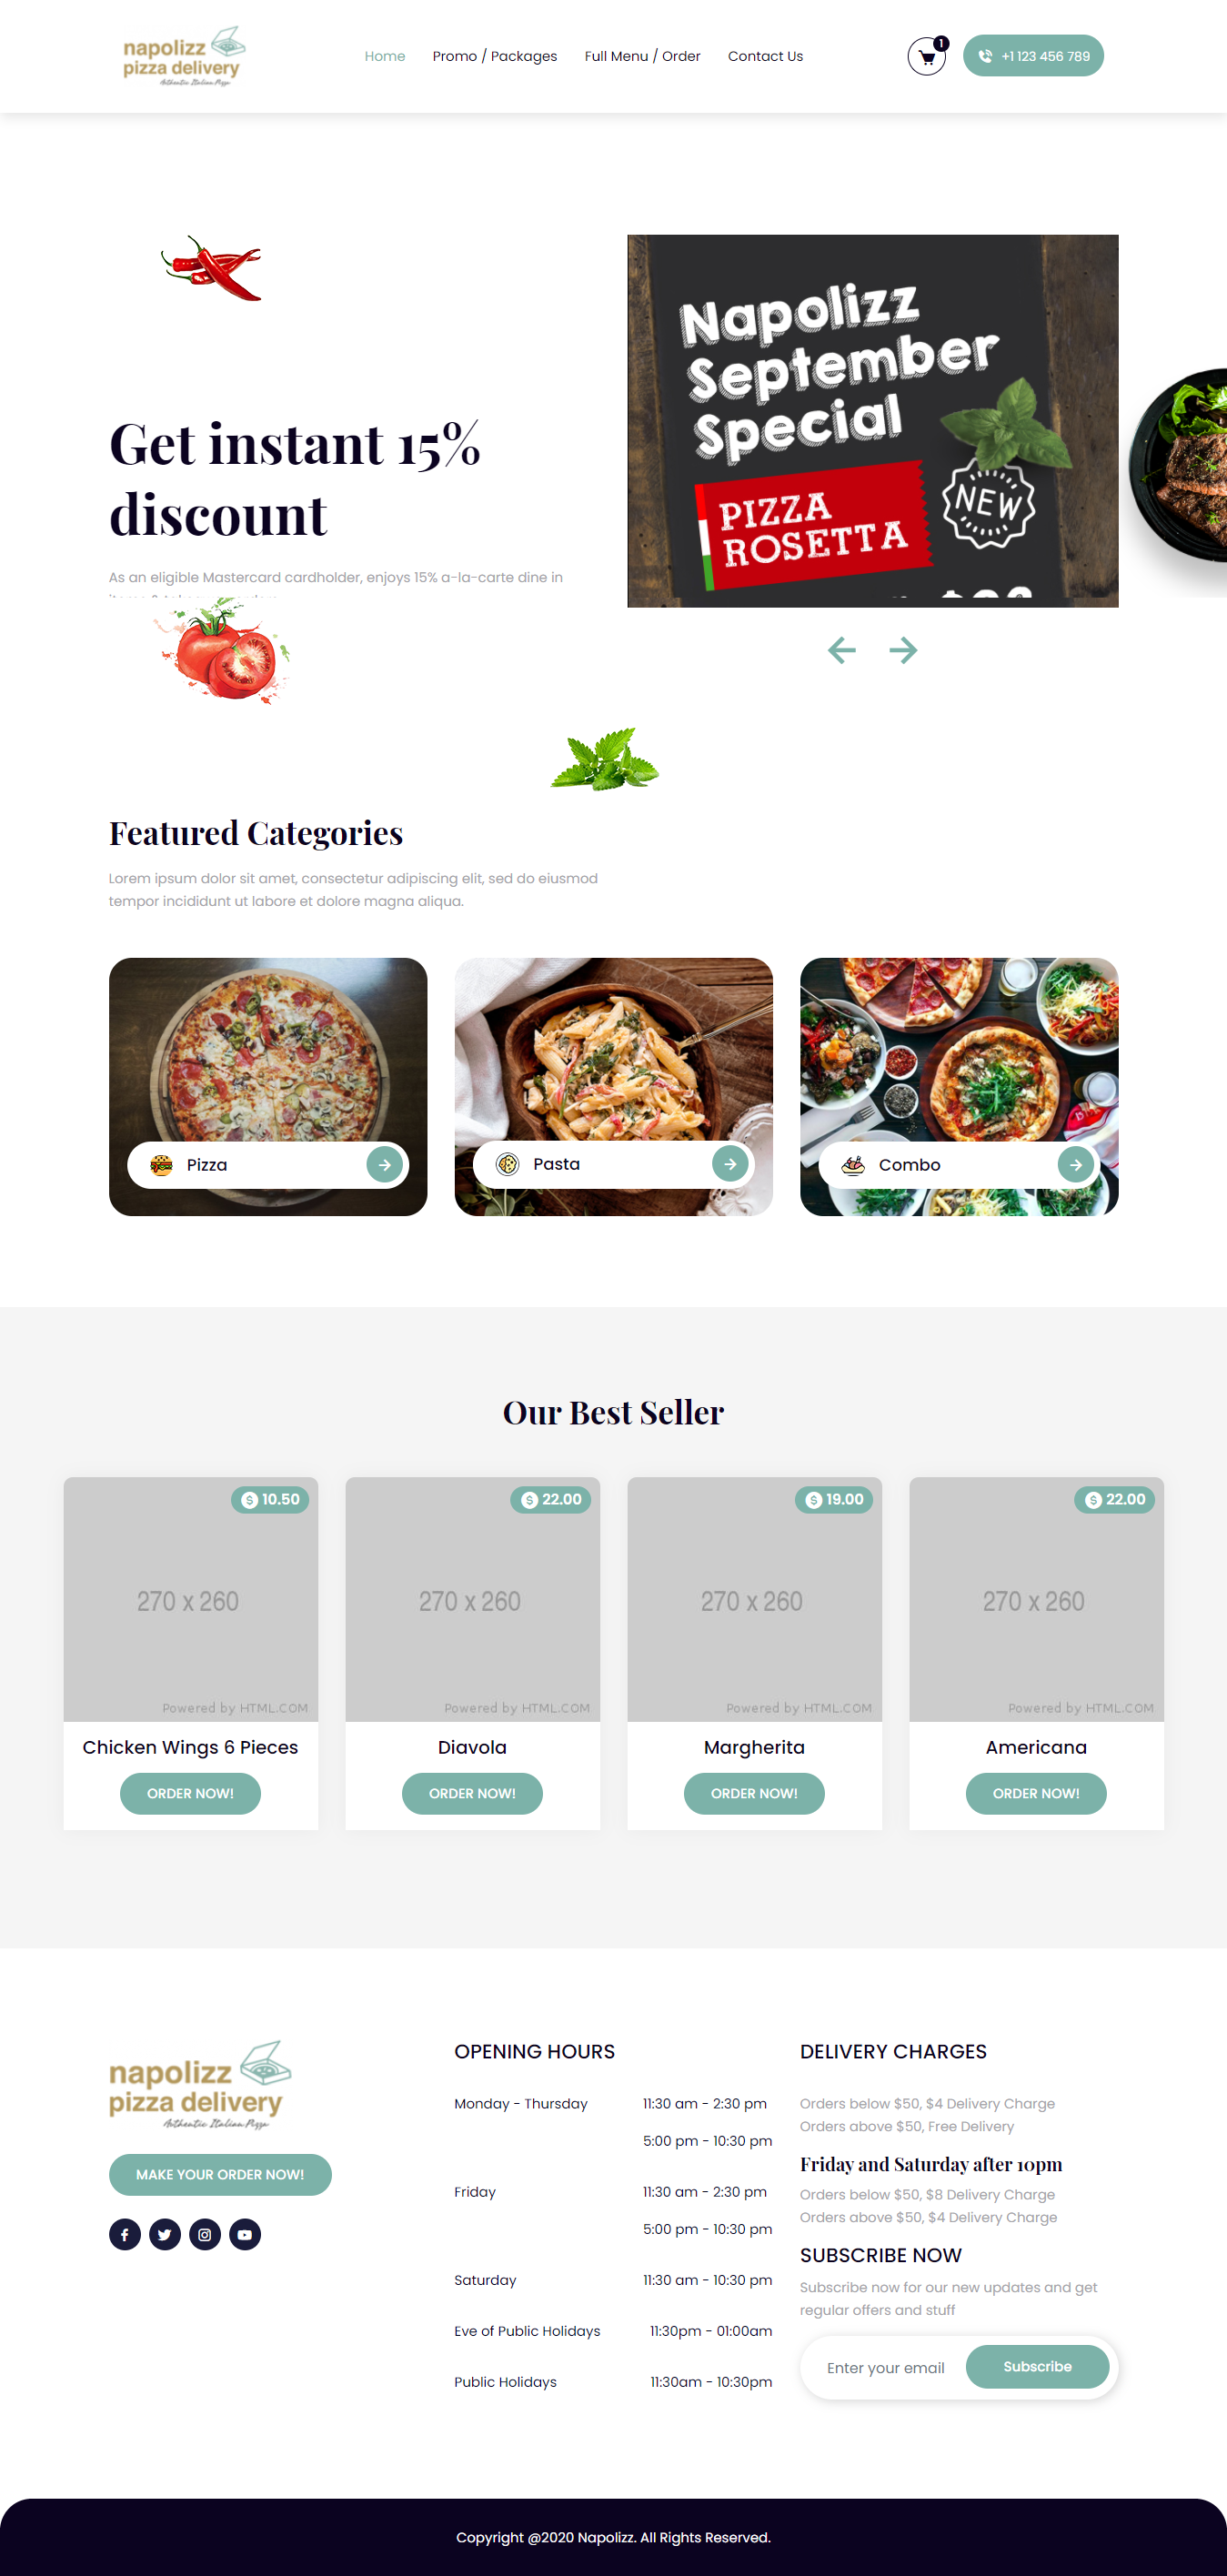 napolizz
pizza delivery
Authentic Italian Pizza
Home
Promo / Packages
Full Menu / Order
Contact Us
1
+1 123 456 789
Get instant 15%
discount
As an eligible Mastercard cardholder, enjoys 15% a-la-carte dine in
Napolizz
September
Special
PIZZA
ROSETTA
NEW
Featured Categories
Lorem ipsum dolor sit amet, consectetur adipiscing elit, sed do eiusmod
tempor incididunt ut labore et dolore magna aliqua.
Pizza
Pasta
Combo
Our Best Seller
$ 10.50
$ 22.00
$ 19.00
$ 22.00
270 x 260
270 x 260
270 x 260
270 x 260
Powered by HTML.COM
Powered by HTML.COM
Powered by HTML.COM
Powered by HTML.COM
Chicken Wings 6 Pieces
Diavola
Margherita
Americana
ORDER NOW!
ORDER NOW!
ORDER NOW!
ORDER NOW!
napolizz
pizza delivery
Authentic Italian Pizza
MAKE YOUR ORDER NOW!
OPENING HOURS
Monday - Thursday 11:30 am - 2:30 pm
5:00 pm - 10:30 pm
Friday 11:30 am - 2:30 pm
5:00 pm - 10:30 pm
Saturday 11:30 am - 10:30 pm
Eve of Public Holidays 11:30pm - 01:00am
Public Holidays 11:30am - 10:30pm
DELIVERY CHARGES
Orders below $50, $4 Delivery Charge
Orders above $50, Free Delivery
Friday and Saturday after 10pm
Orders below $50, $8 Delivery Charge
Orders above $50, $4 Delivery Charge
SUBSCRIBE NOW
Subscribe now for our new updates and get
regular offers and stuff
Enter your email
Subscribe
Copyright @2020 Napolizz. All Rights Reserved.